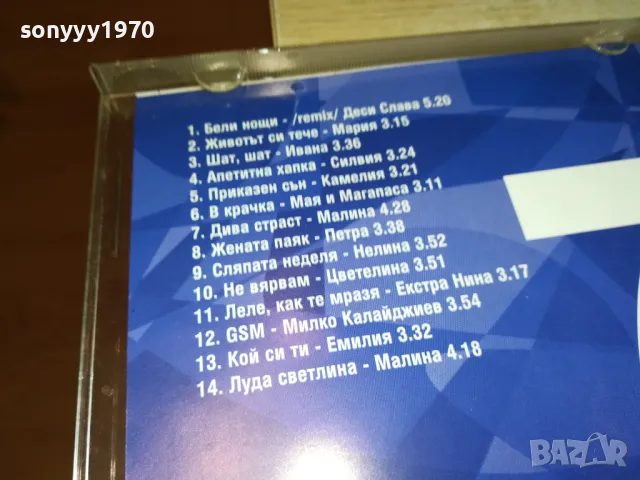 sonyyy1970
1. Бели нощи - /remix/ Деси Слава 5.20
2. Животът си тече - Мария 3.15
3. Шат, шат - Ивана 3.36
4. Апетитна хапка - Силвия 3.24
5. Приказен сън - Камелия 3.21
6. В крачка - Мая и Магапаса 3.11
7. Дива страст - Малина 4.28
8. Жената паяк - Петра 3.38
9. Сляпата неделя - Нелина 3.52
10. Не вярвам - Цветелина 3.51
11. Леле, как те мразя - Екстра Нина 3.17
12. GSM - Милко Калайджиев 3.54
13. Кой си ти - Емилия 3.32
14. Луда светлина - Малина 4.18
BAZAR
bg